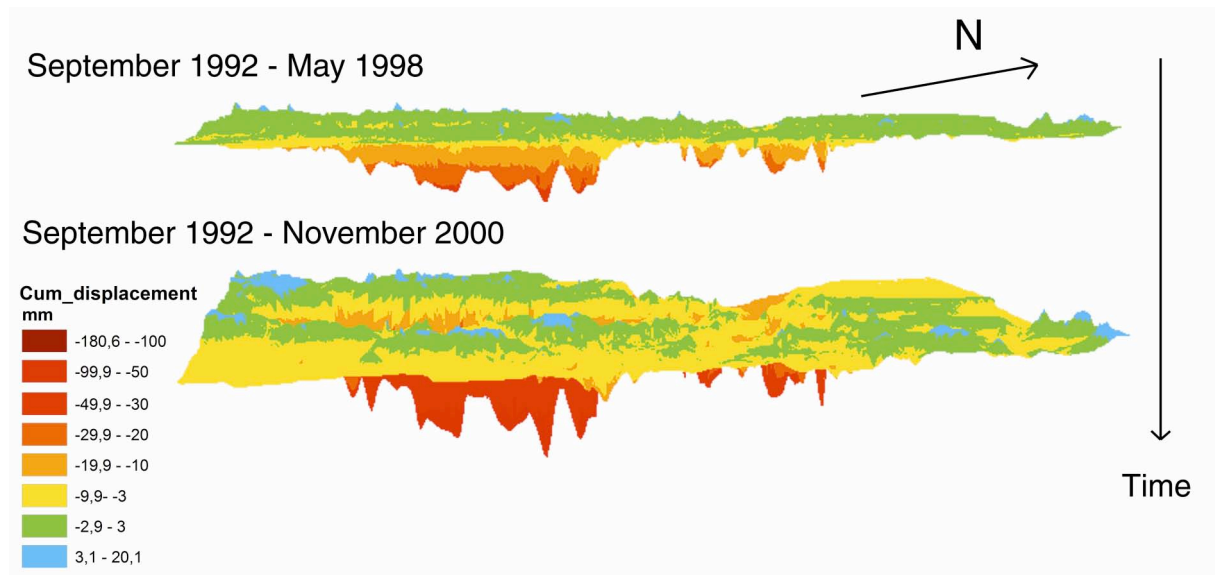 N
September 1992 - May 1998
September 1992 - November 2000
Cum_displacement
mm
-180,6 - -100
-99,9 - -50
-49,9 - -30
-29,9 - -20
-19,9 - -10
-9,9- -3
-2,9 - 3
3,1 - 20,1
Time